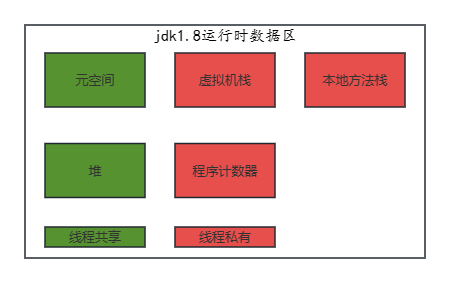 jdk1.8运行时数据区
元空间
虚拟机栈
本地方法栈
堆
程序计数器
线程共享
线程私有